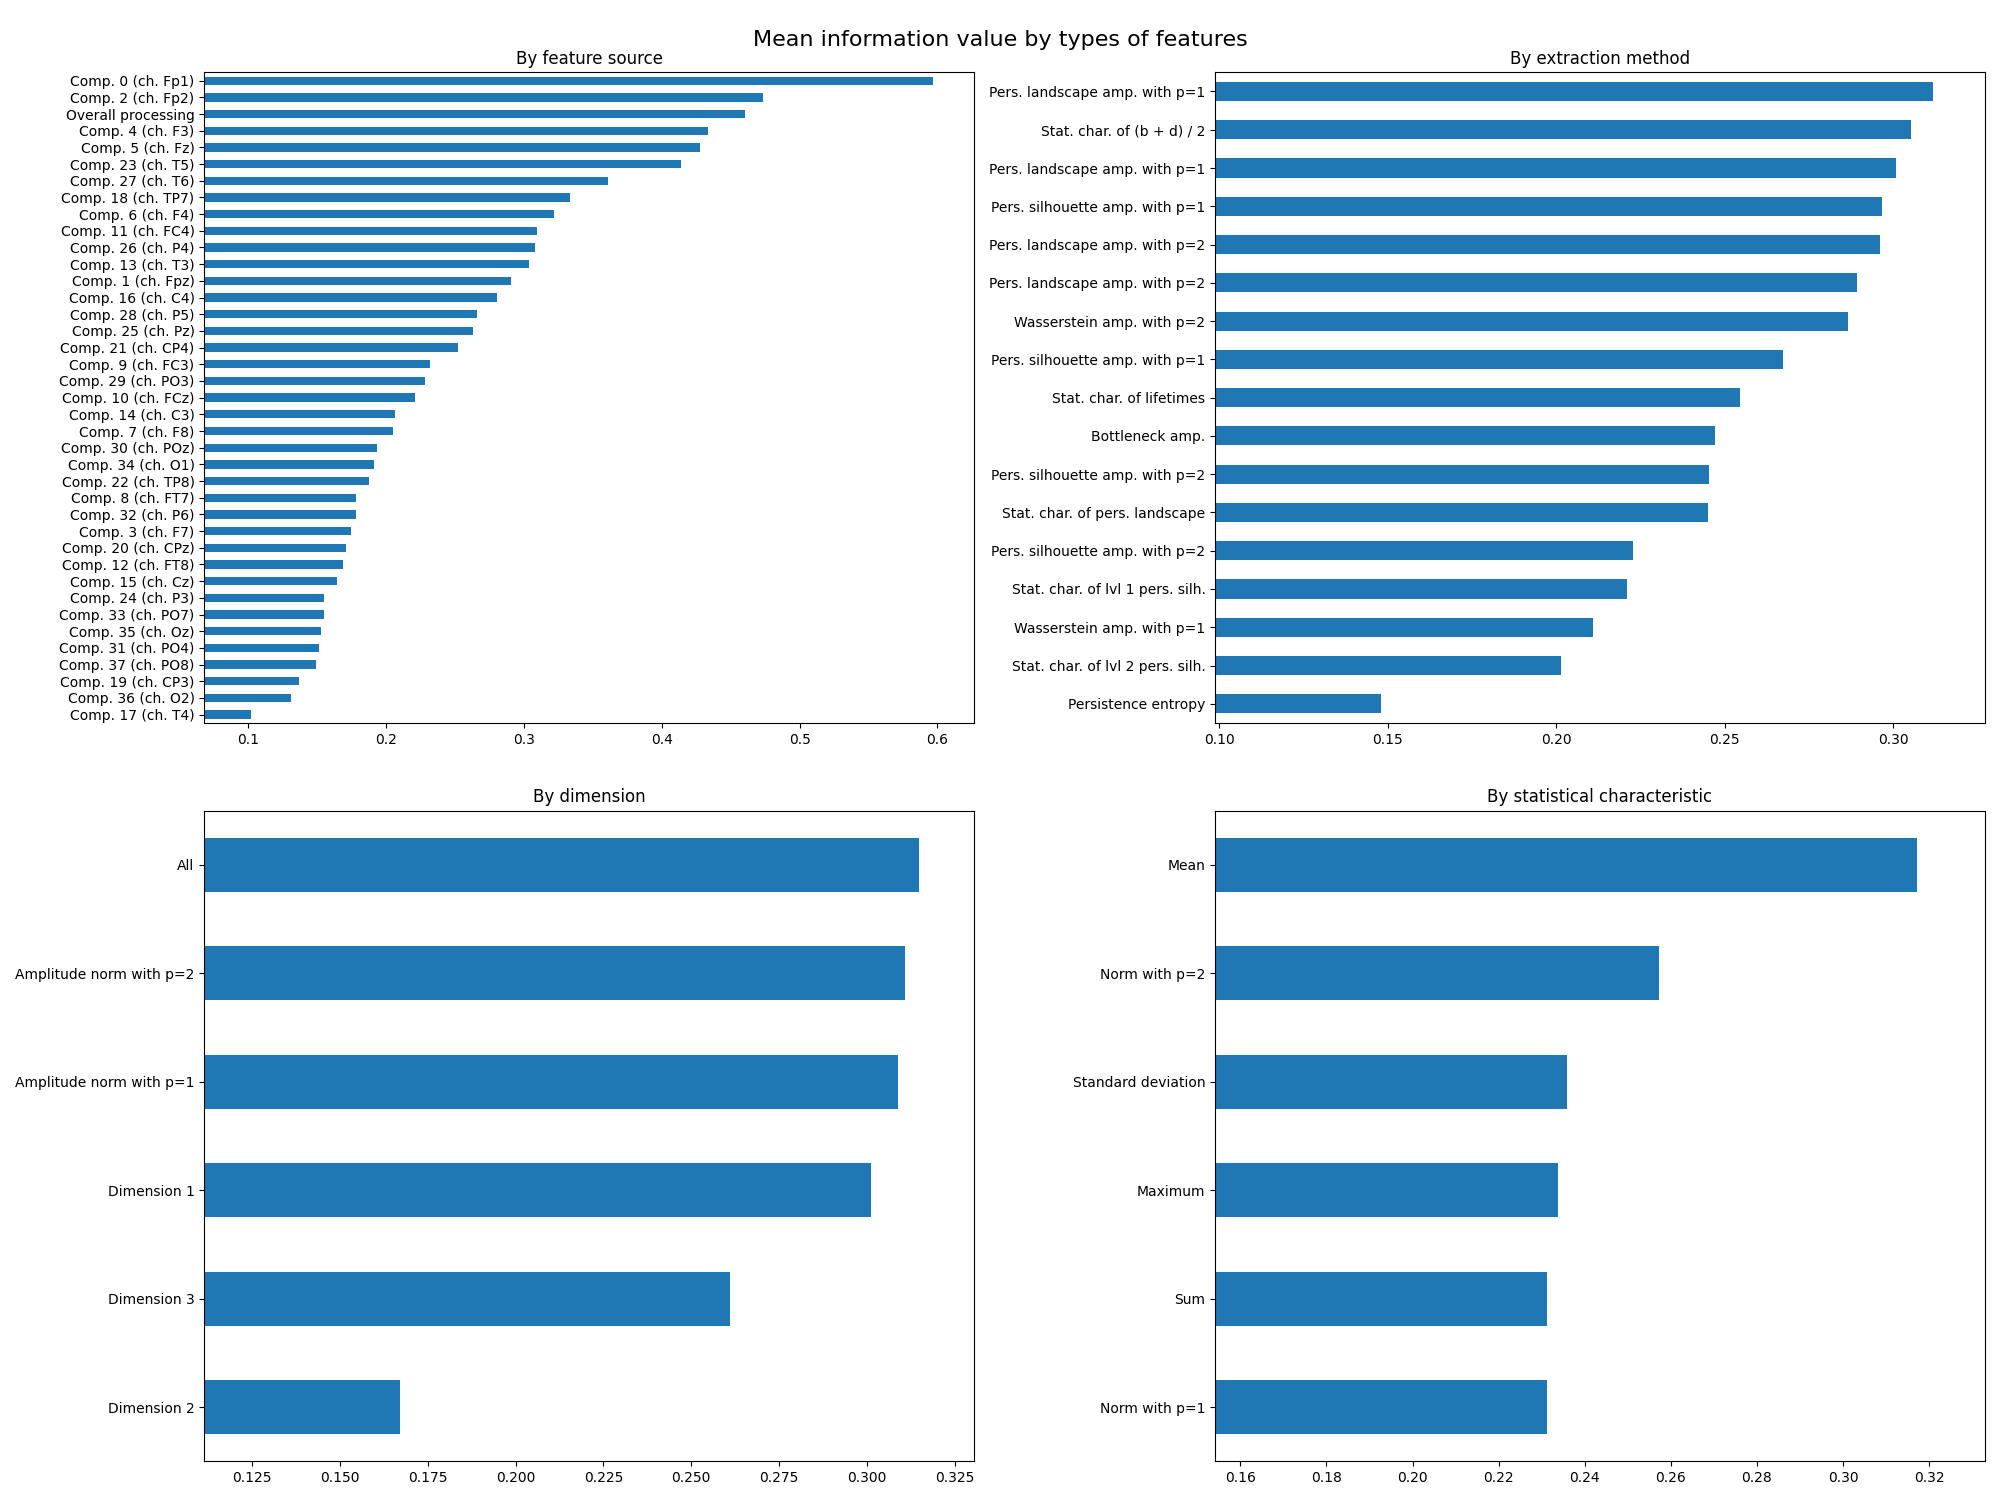 Mean information value by types of features
By feature source
Comp. 0 (ch. Fp1)
Comp. 2 (ch. Fp2)
Overall processing
Comp. 4 (ch. F3)
Comp. 5 (ch. Fz)
Comp. 23 (ch. T5)
Comp. 27 (ch. T6)
Comp. 18 (ch. TP7)
Comp. 6 (ch. F4)
Comp. 11 (ch. FC4)
Comp. 26 (ch. P4)
Comp. 13 (ch. T3)
Comp. 1 (ch. Fpz)
Comp. 16 (ch. C4)
Comp. 28 (ch. P5)
Comp. 25 (ch. Pz)
Comp. 21 (ch. CP4)
Comp. 9 (ch. FC3)
Comp. 29 (ch. PO3)
Comp. 10 (ch. FCz)
Comp. 14 (ch. C3)
Comp. 7 (ch. F8)
Comp. 30 (ch. POz)
Comp. 34 (ch. O1)
Comp. 22 (ch. TP8)
Comp. 8 (ch. FT7)
Comp. 32 (ch. P6)
Comp. 3 (ch. F7)
Comp. 20 (ch. CPz)
Comp. 12 (ch. FT8)
Comp. 15 (ch. Cz)
Comp. 24 (ch. P3)
Comp. 33 (ch. PO7)
Comp. 35 (ch. Oz)
Comp. 31 (ch. PO4)
Comp. 37 (ch. PO8)
Comp. 19 (ch. CP3)
Comp. 36 (ch. O2)
Comp. 17 (ch. T4)
0.1 0.2 0.3 0.4 0.5 0.6
By extraction method
Pers. landscape amp. with p=1
Stat. char. of (b + d) / 2
Pers. landscape amp. with p=1
Pers. silhouette amp. with p=1
Pers. landscape amp. with p=2
Pers. landscape amp. with p=2
Wasserstein amp. with p=2
Pers. silhouette amp. with p=1
Stat. char. of lifetimes
Bottleneck amp.
Pers. silhouette amp. with p=2
Stat. char. of pers. landscape
Pers. silhouette amp. with p=2
Stat. char. of lvl 1 pers. silh.
Wasserstein amp. with p=1
Stat. char. of lvl 2 pers. silh.
Persistence entropy
0.10 0.15 0.20 0.25 0.30
By dimension
All
Amplitude norm with p=2
Amplitude norm with p=1
Dimension 1
Dimension 3
Dimension 2
0.125 0.150 0.175 0.200 0.225 0.250 0.275 0.300 0.325
By statistical characteristic
Mean
Norm with p=2
Standard deviation
Maximum
Sum
Norm with p=1
0.16 0.18 0.20 0.22 0.24 0.26 0.28 0.30 0.32